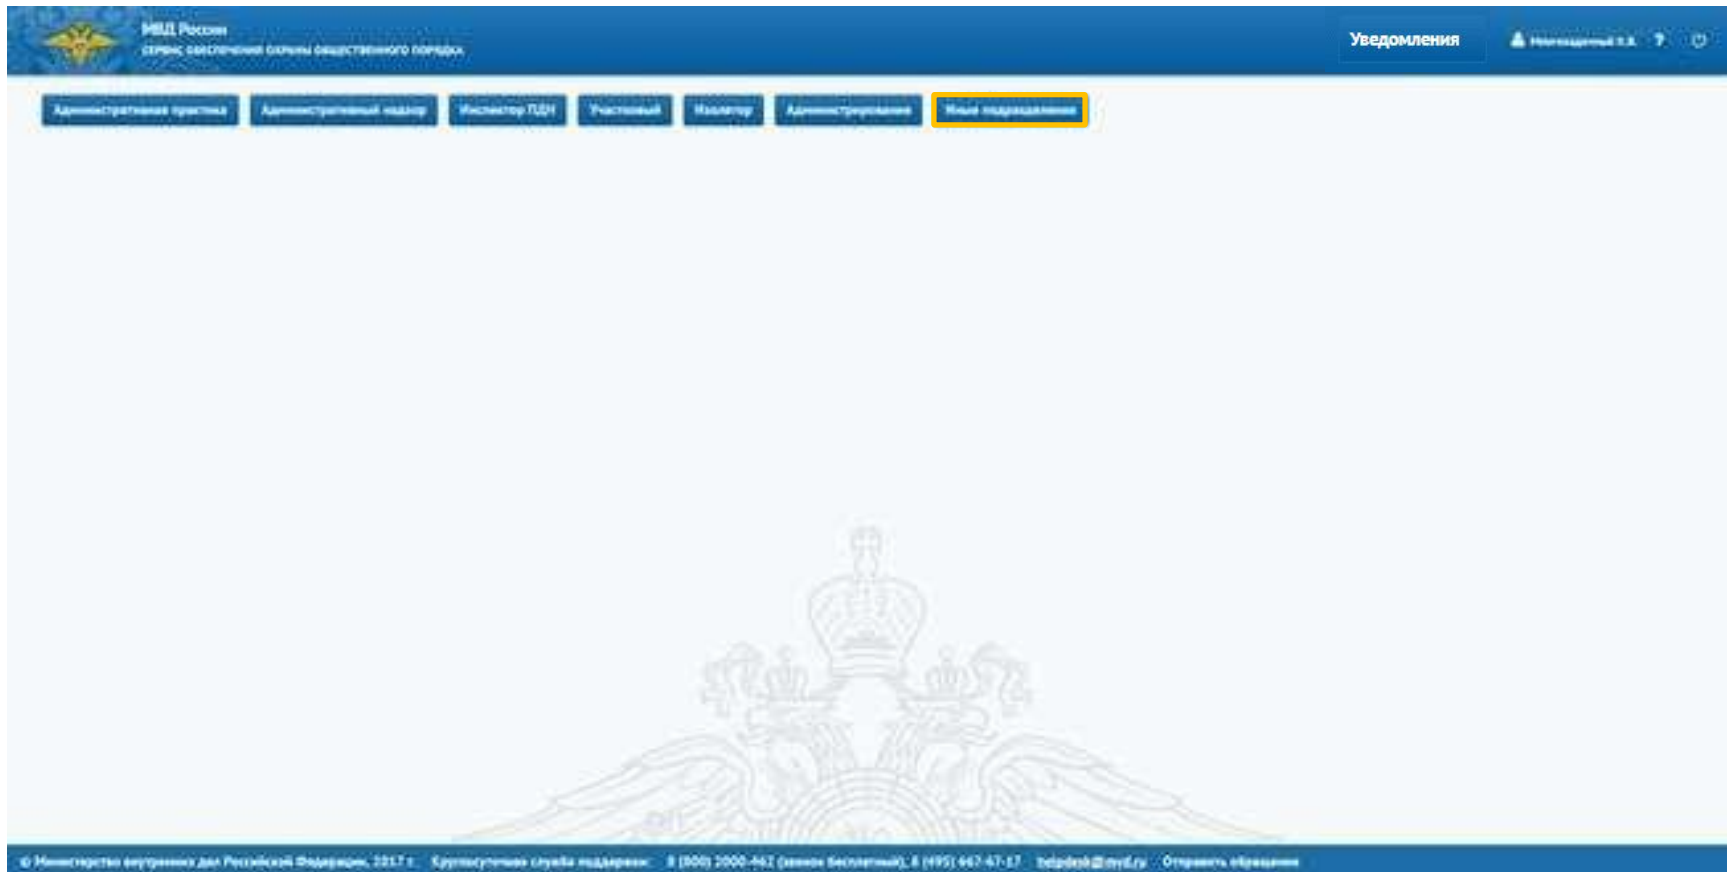 МВД России
СЕРВИС ОБЕСПЕЧЕНИЯ ОХРАНЫ ОБЩЕСТВЕННОГО ПОРЯДКА
Уведомления
?
Административная практика
Административный надзор
Инспектор ПДН
Участковый
Изолятор
Администрирование
Иные подразделения
© Министерство внутренних дел Российской Федерации, 2017 г. Круглосуточная служба поддержки: 8 (800) 2000-462 (звонок бесплатный), 8 (495) 667-67-17 helpdesk@mvd.ru Отправить обращение